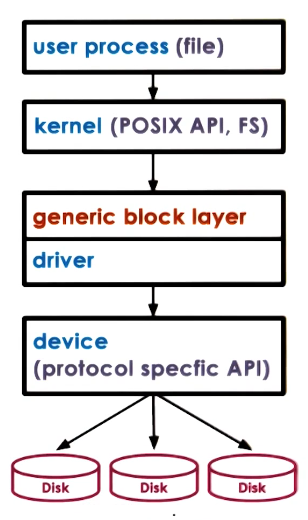 user process (file)
kernel (POSIX API, FS)
generic block layer
driver
device
(protocol specfic API)
Disk
Disk
Disk